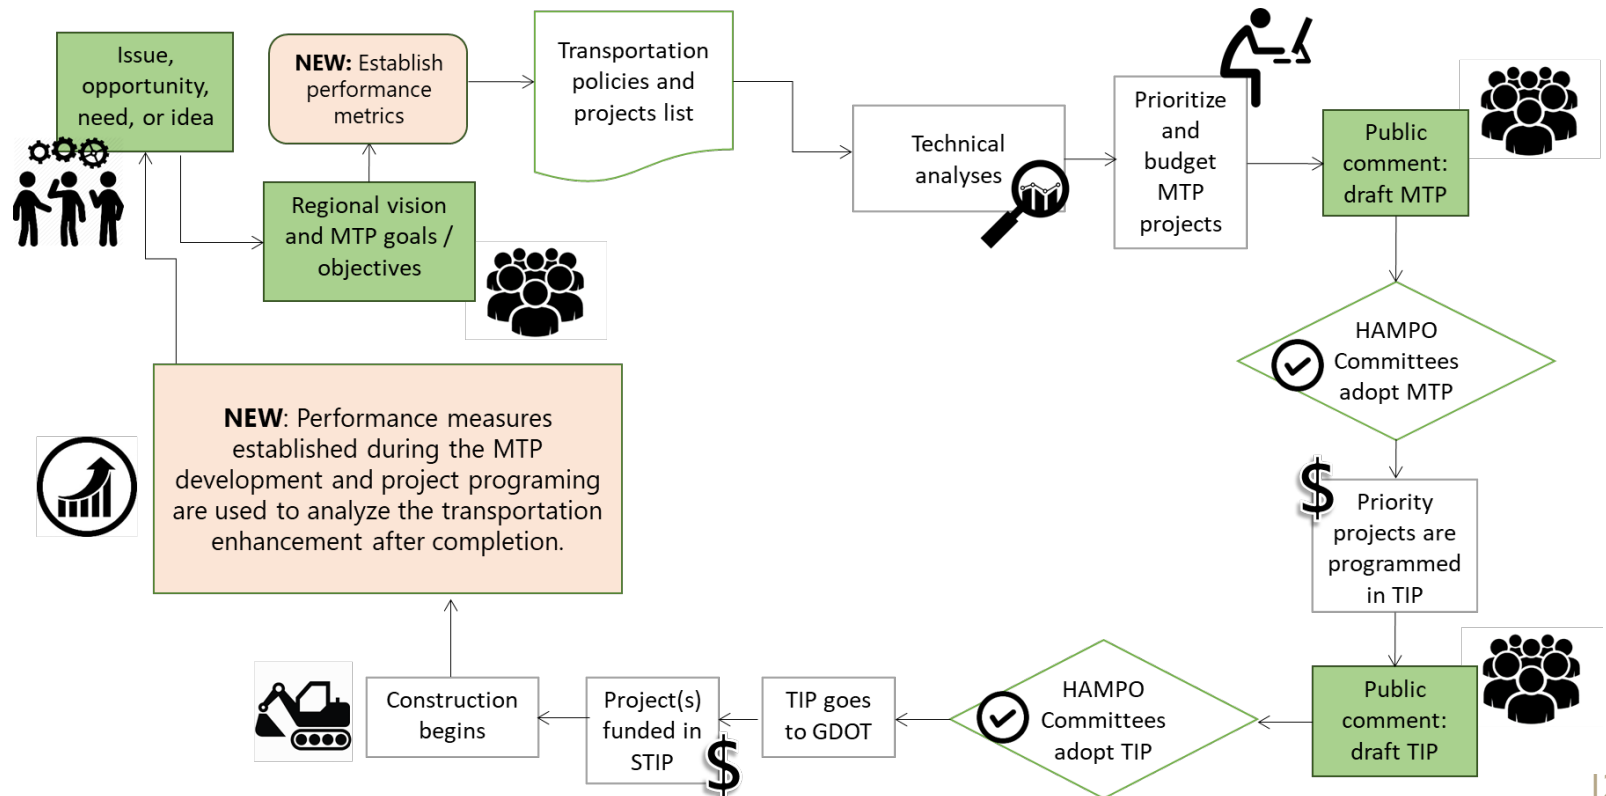 Issue,
opportunity,
need, or idea
NEW: Establish
performance
metrics
Transportation
policies and
projects list
Technical
analyses
Prioritize
and
budget
MTP
projects
Public
comment:
draft MTP
Regional vision
and MTP goals /
objectives
HAMPO
Committees
adopt MTP
NEW: Performance measures
established during the MTP
development and project programing
are used to analyze the transportation
enhancement after completion.
$
Priority
projects are
programmed
in TIP
Public
comment:
draft TIP
HAMPO
Committees
adopt TIP
TIP goes
to GDOT
Project(s)
funded in
STIP
$
Construction
begins